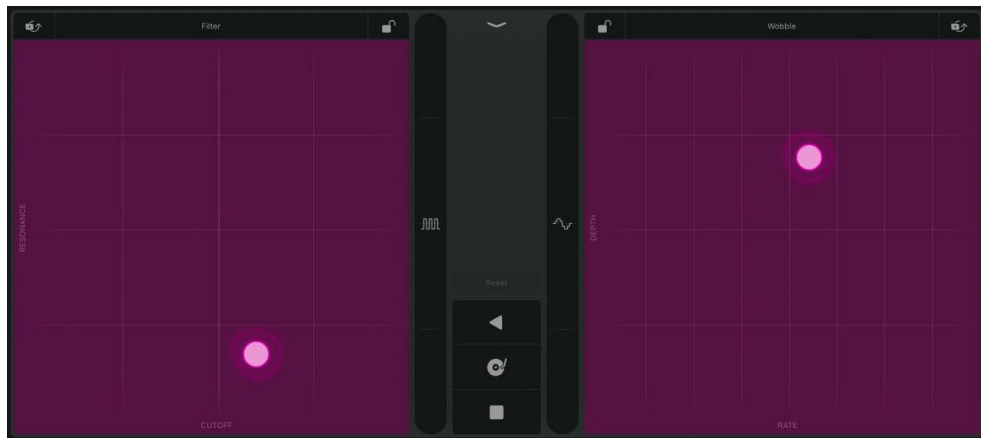 Filter
Wobble
RESONANCE
DEPTH
Reset
CUTOFF
RATE